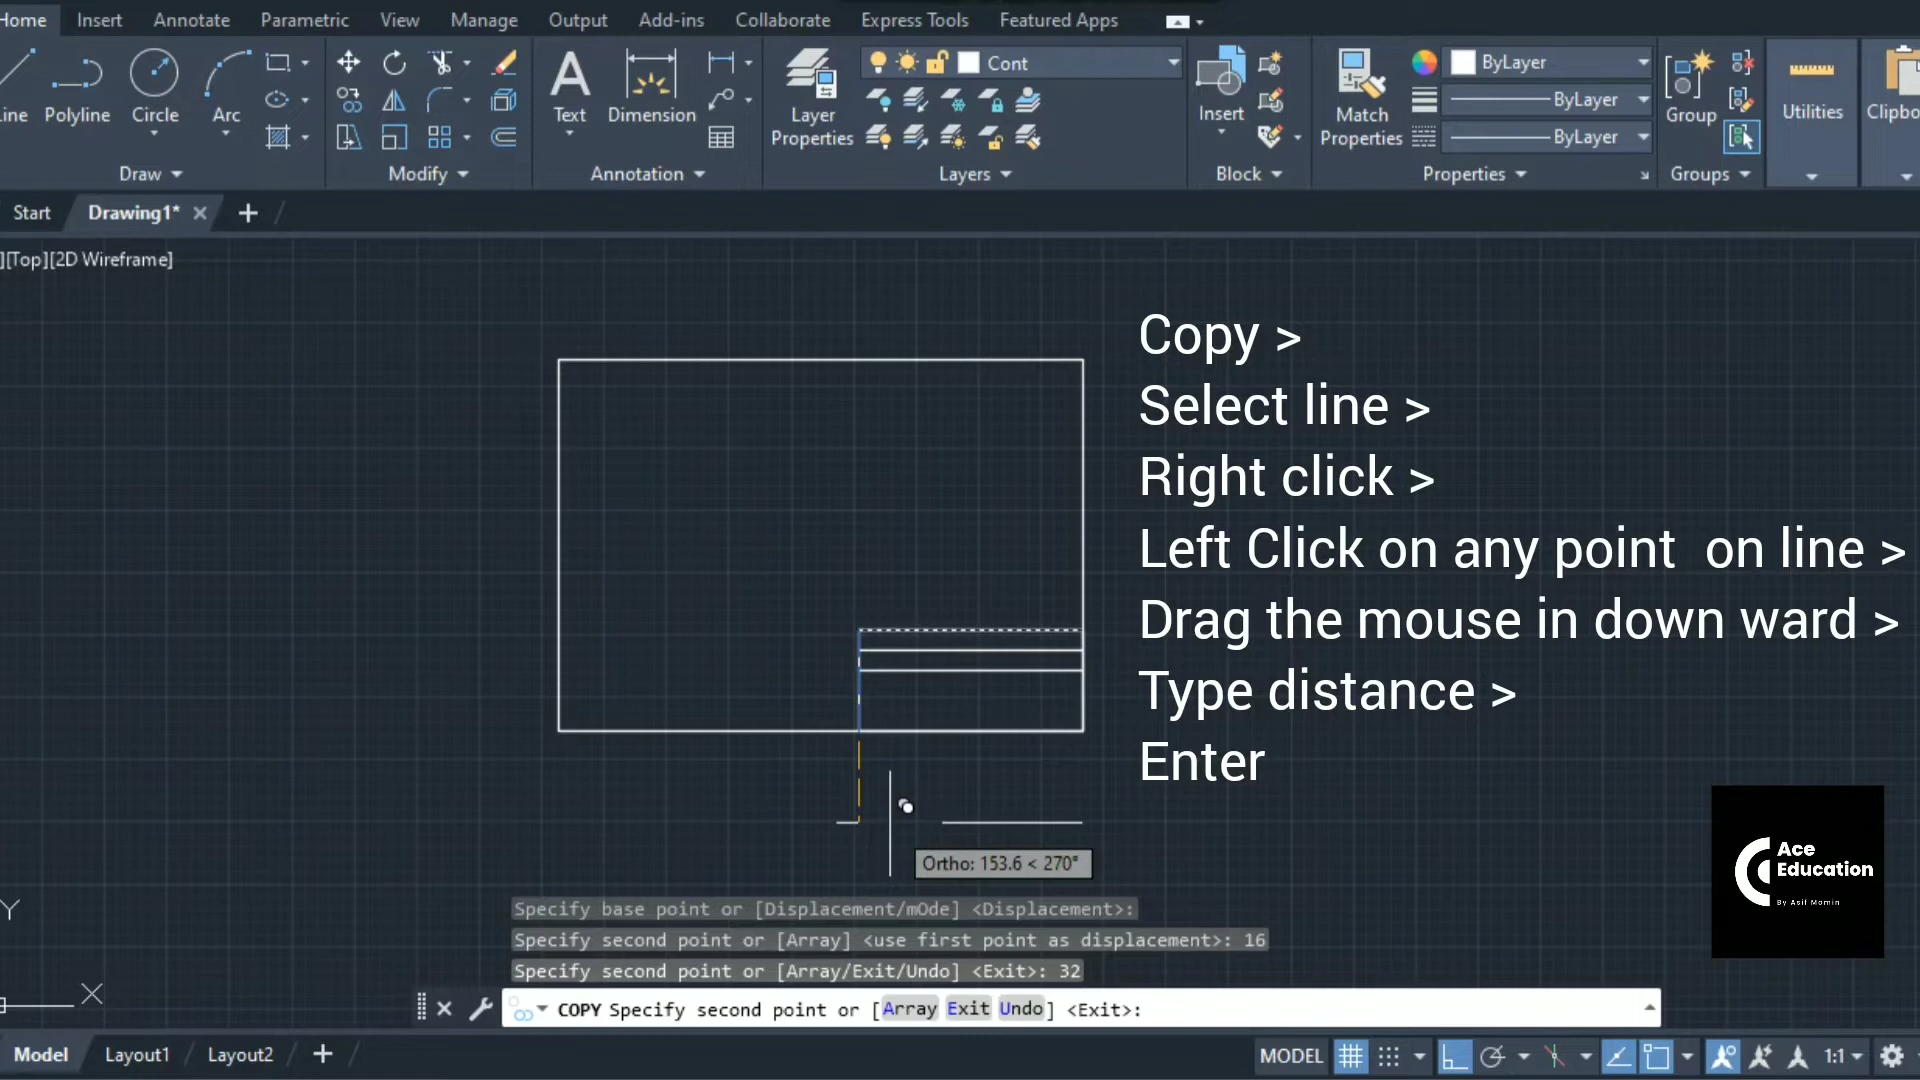 Home Insert Annotate Parametric View Manage Output Add-ins Collaborate Express Tools Featured Apps
Line Polyline Circle Arc
Draw
Modify
Text Dimension
Annotation
Layer Properties
Cont
Layers
Insert
Block
Match Properties
ByLayer
ByLayer
ByLayer
Properties
Group
Groups
Utilities
Clipbo
Start Drawing1*
][Top][2D Wireframe]
Copy >
Select line >
Right click >
Left Click on any point on line >
Drag the mouse in down ward >
Type distance >
Enter
Ortho: 153.6 < 270°
Ace
Education
By Asif Momin
Y
X
Specify base point or [Displacement/mOde] <Displacement>:
Specify second point or [Array] <use first point as displacement>: 16
Specify second point or [Array/Exit/Undo] <Exit>: 32
COPY Specify second point or [Array Exit Undo] <Exit>:
Model Layout1 Layout2
MODEL 1:1